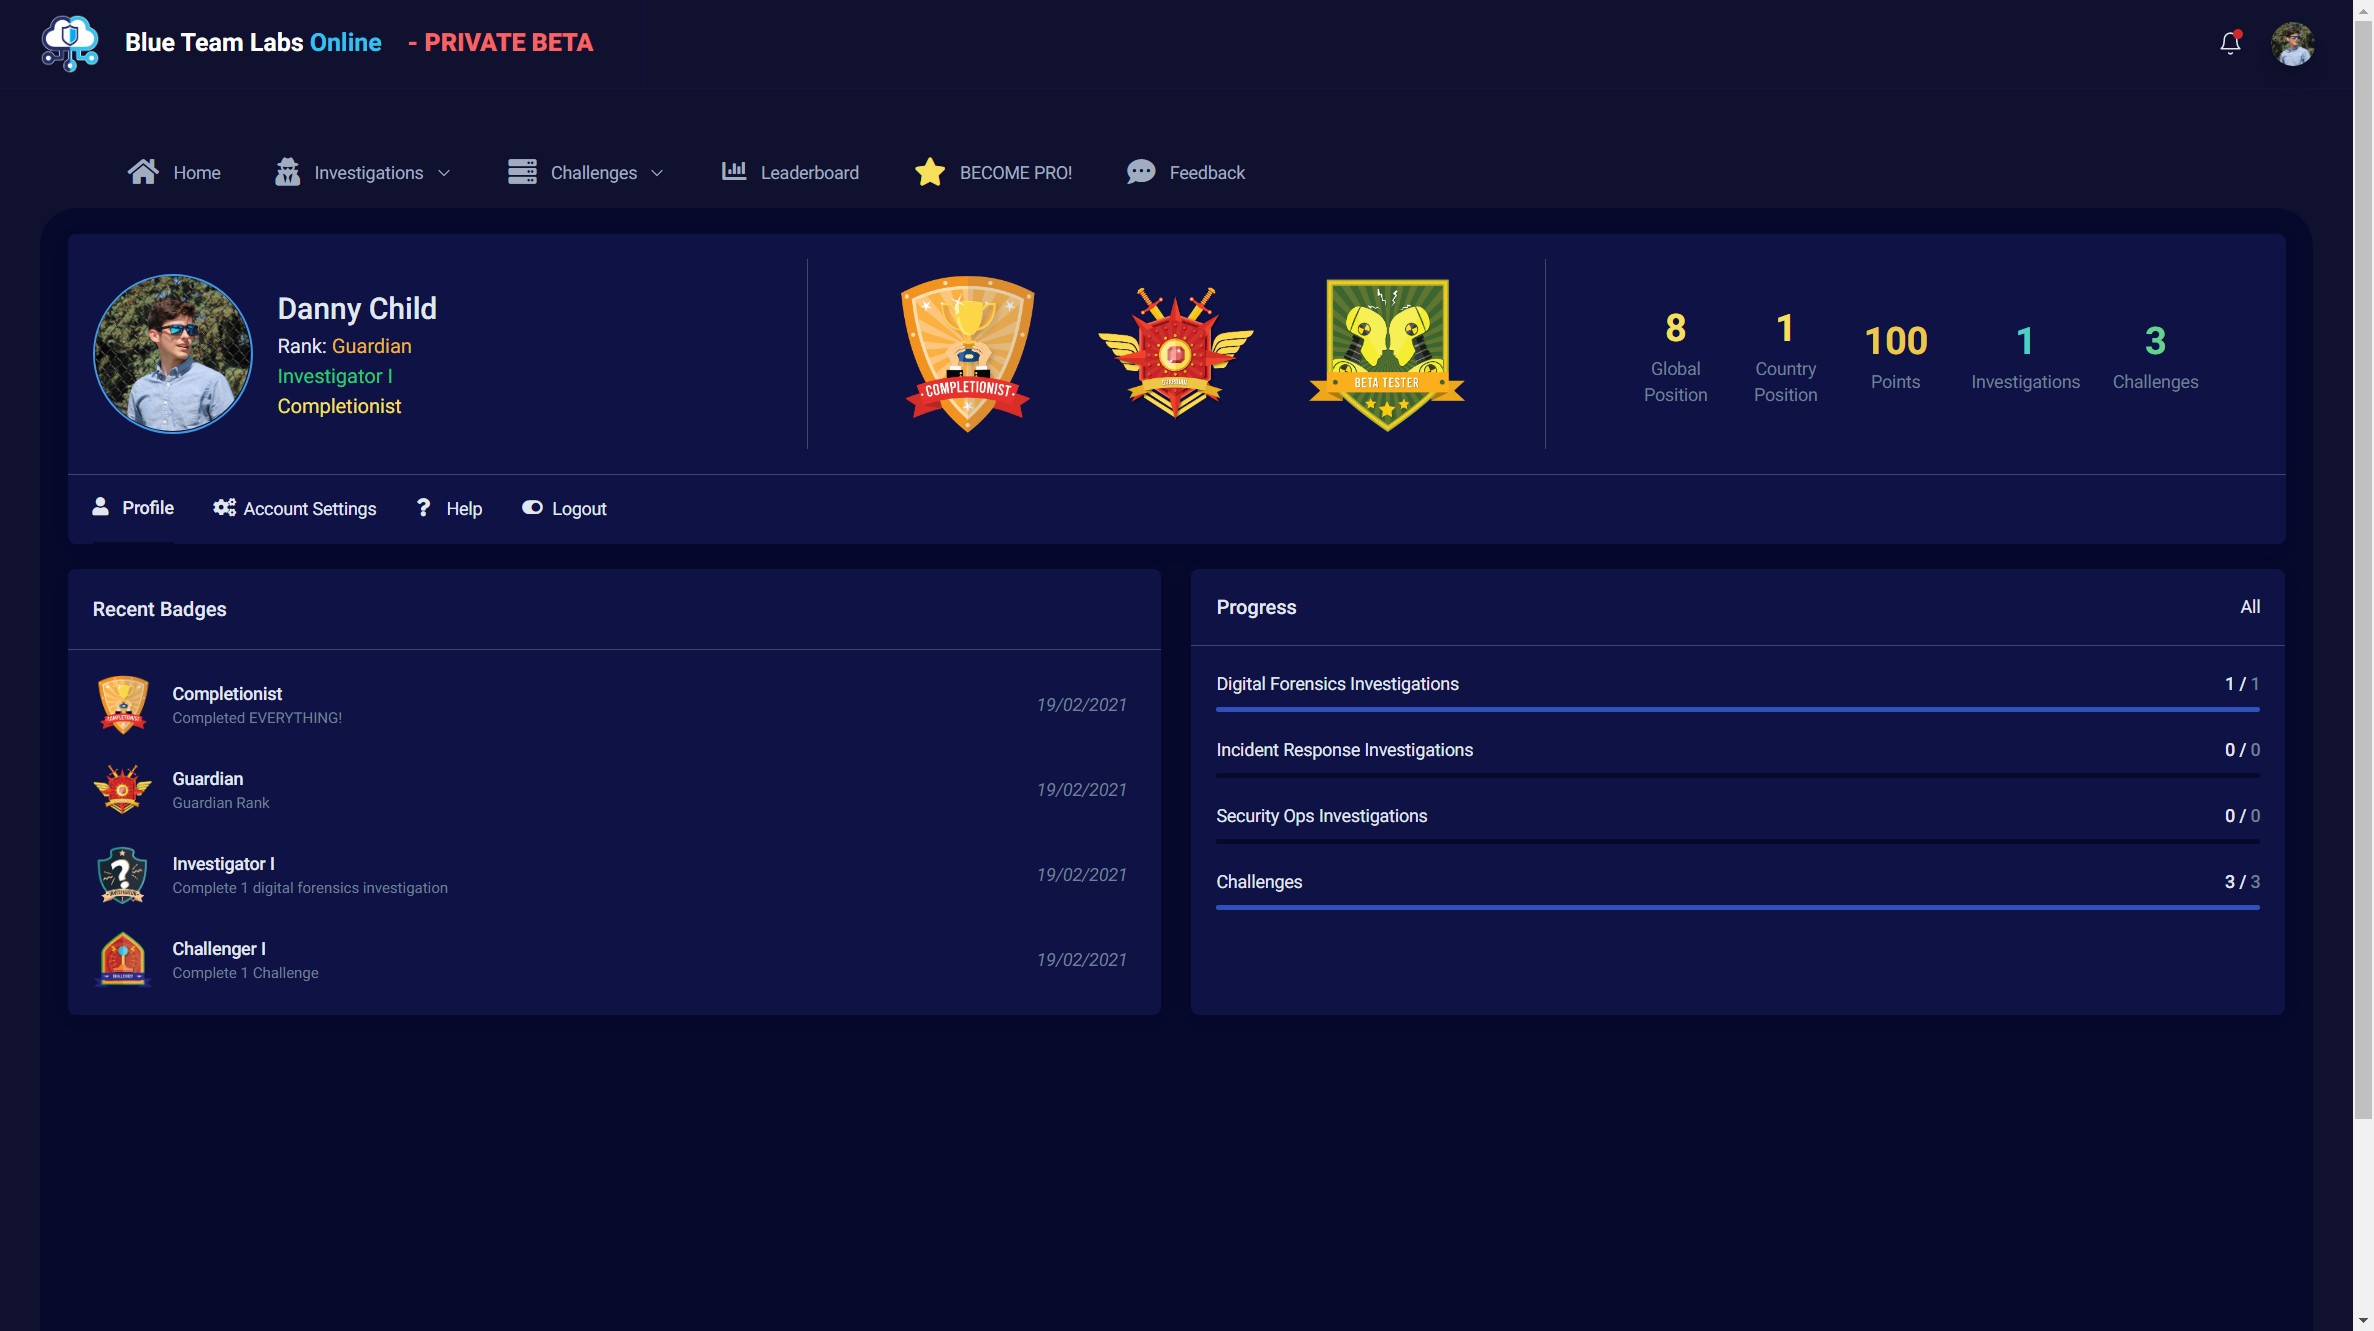 Blue Team Labs Online - PRIVATE BETA
Home Investigations Challenges Leaderboard BECOME PRO! Feedback
Danny Child
Rank: Guardian
Investigator I
Completionist
COMPLETIONIST
GUARDIAN
BETA TESTER
8
Global
Position
1
Country
Position
100
Points
1
Investigations
3
Challenges
Profile Account Settings Help Logout
Recent Badges
Completionist
Completed EVERYTHING!
19/02/2021
Guardian
Guardian Rank
19/02/2021
Investigator I
Complete 1 digital forensics investigation
19/02/2021
Challenger I
Complete 1 Challenge
19/02/2021
Progress
All
Digital Forensics Investigations 1 / 1
Incident Response Investigations 0 / 0
Security Ops Investigations 0 / 0
Challenges 3 / 3